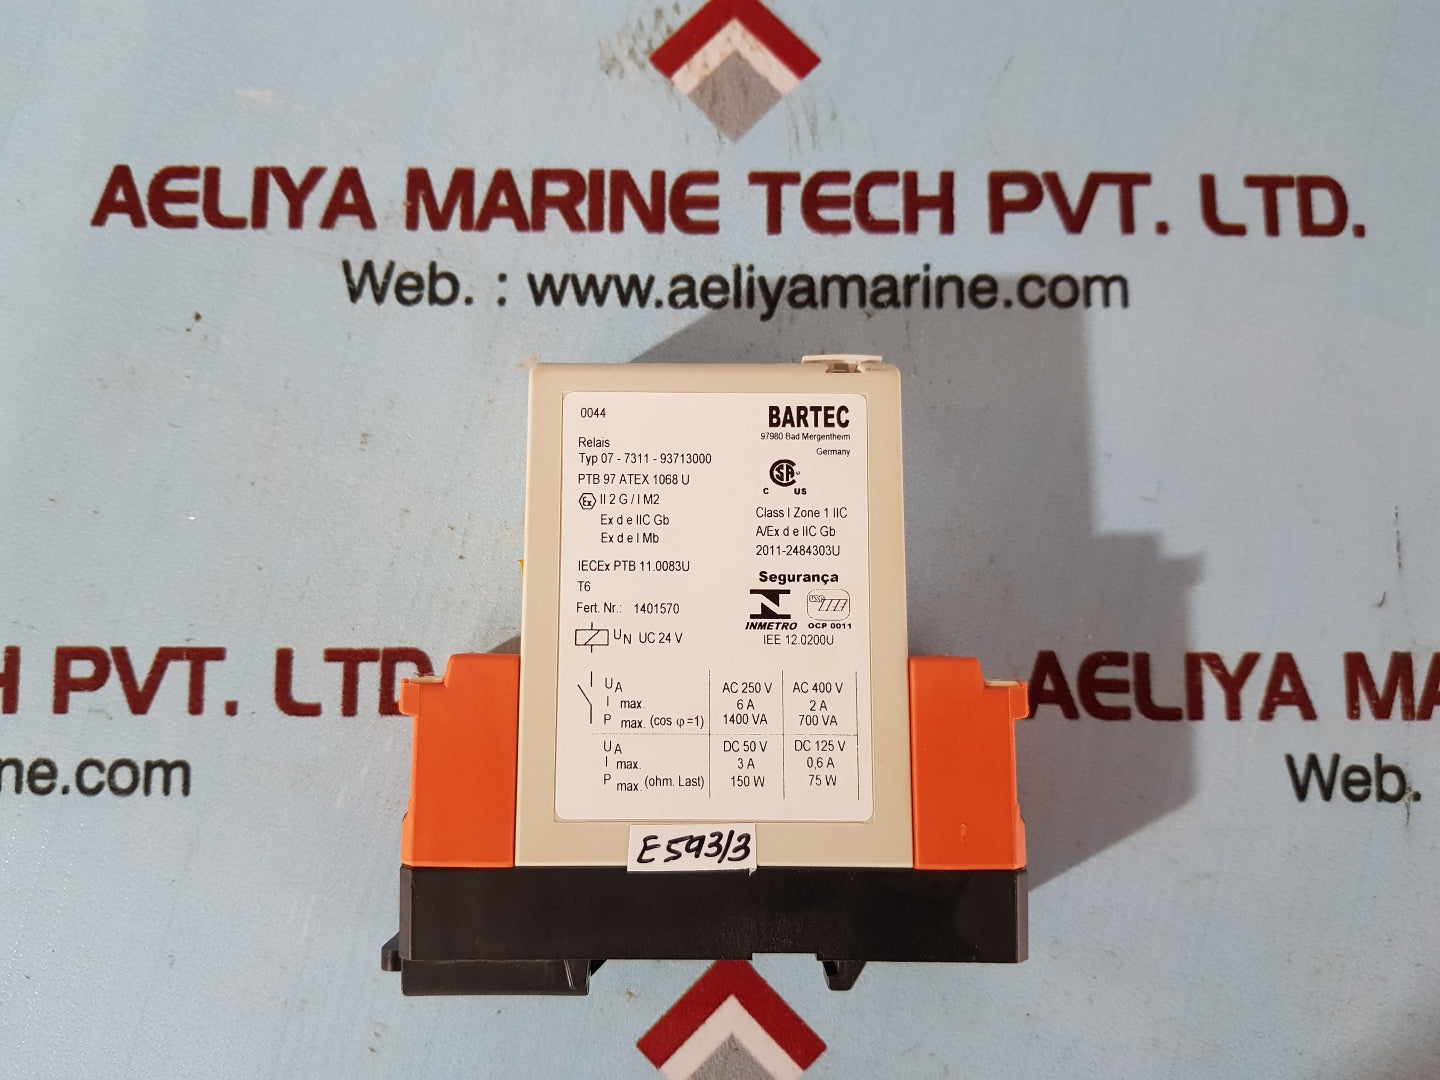 AELIYA MARINE TECH PVT. LTD.
Web. : www.aeliyamarine.com
0044
BARTEC
97980 Bad Mergentheim
Germany
Relais
Typ 07 - 7311 - 93713000
PTB 97 ATEX 1068 U
Ex II 2 G / I M2
Ex d e IIC Gb
Ex d e I Mb
IECEx PTB 11.0083U
T6
Fert. Nr.: 1401570
UN UC 24 V
CSA
C US
Class I Zone 1 IIC
A/Ex d e IIC Gb
2011-2484303U
Segurança
INMETRO OCP 0011
IEE 12.0200U
UA AC 250 V AC 400 V
I max. 6 A 2 A
P max. (cos φ=1) 1400 VA 700 VA
UA DC 50 V DC 125 V
I max. 3 A 0,6 A
P max. (ohm. Last) 150 W 75 W
E593/3
H PVT. LTD.
ne.com
AELIYA MA
Web.